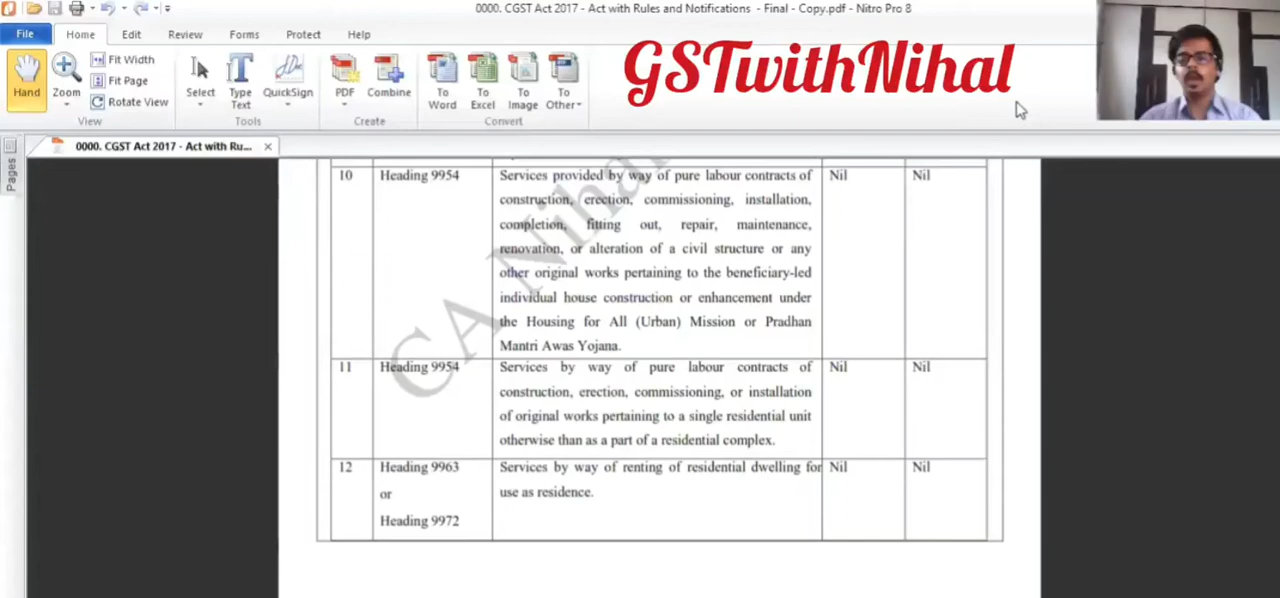 0000. CGST Act 2017 - Act with Rules and Notifications - Final - Copy.pdf - Nitro Pro 8
File Home Edit Review Forms Protect Help
GSTwithNihal
Hand
Zoom
Fit Width
Fit Page
Rotate View
View
Select
Type Text
QuickSign
Tools
PDF
Combine
Create
To Word
To Excel
To Image
To Other
Convert
0000. CGST Act 2017 - Act with Ru...
Pages
CA Nihal
10 Heading 9954 Services provided by way of pure labour contracts of Nil Nil
construction, erection, commissioning, installation,
completion, fitting out, repair, maintenance,
renovation, or alteration of a civil structure or any
other original works pertaining to the beneficiary-led
individual house construction or enhancement under
the Housing for All (Urban) Mission or Pradhan
Mantri Awas Yojana.
11 Heading 9954 Services by way of pure labour contracts of Nil Nil
construction, erection, commissioning, or installation
of original works pertaining to a single residential unit
otherwise than as a part of a residential complex.
12 Heading 9963 Services by way of renting of residential dwelling for Nil Nil
or use as residence.
Heading 9972